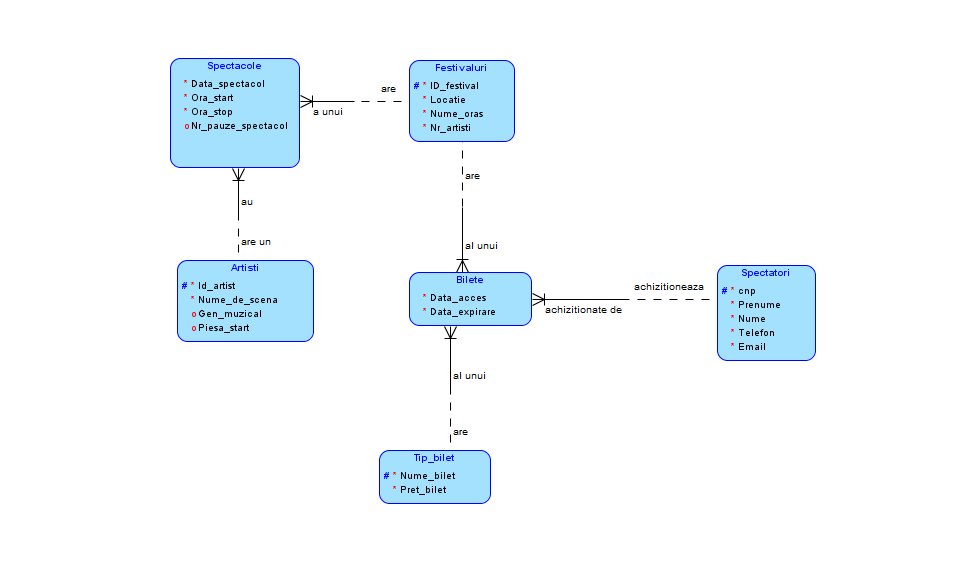 Spectacole
* Data_spectacol
* Ora_start
* Ora_stop
o Nr_pauze_spectacol
are
a unui
Festivaluri
# * ID_festival
* Locatie
* Nume_oras
* Nr_artisti
au
are un
are
al unui
Artisti
# * Id_artist
* Nume_de_scena
o Gen_muzical
o Piesa_start
Bilete
* Data_acces
* Data_expirare
achizitioneaza
achizitionate de
Spectatori
# * cnp
* Prenume
* Nume
* Telefon
* Email
al unui
are
Tip_bilet
# * Nume_bilet
* Pret_bilet